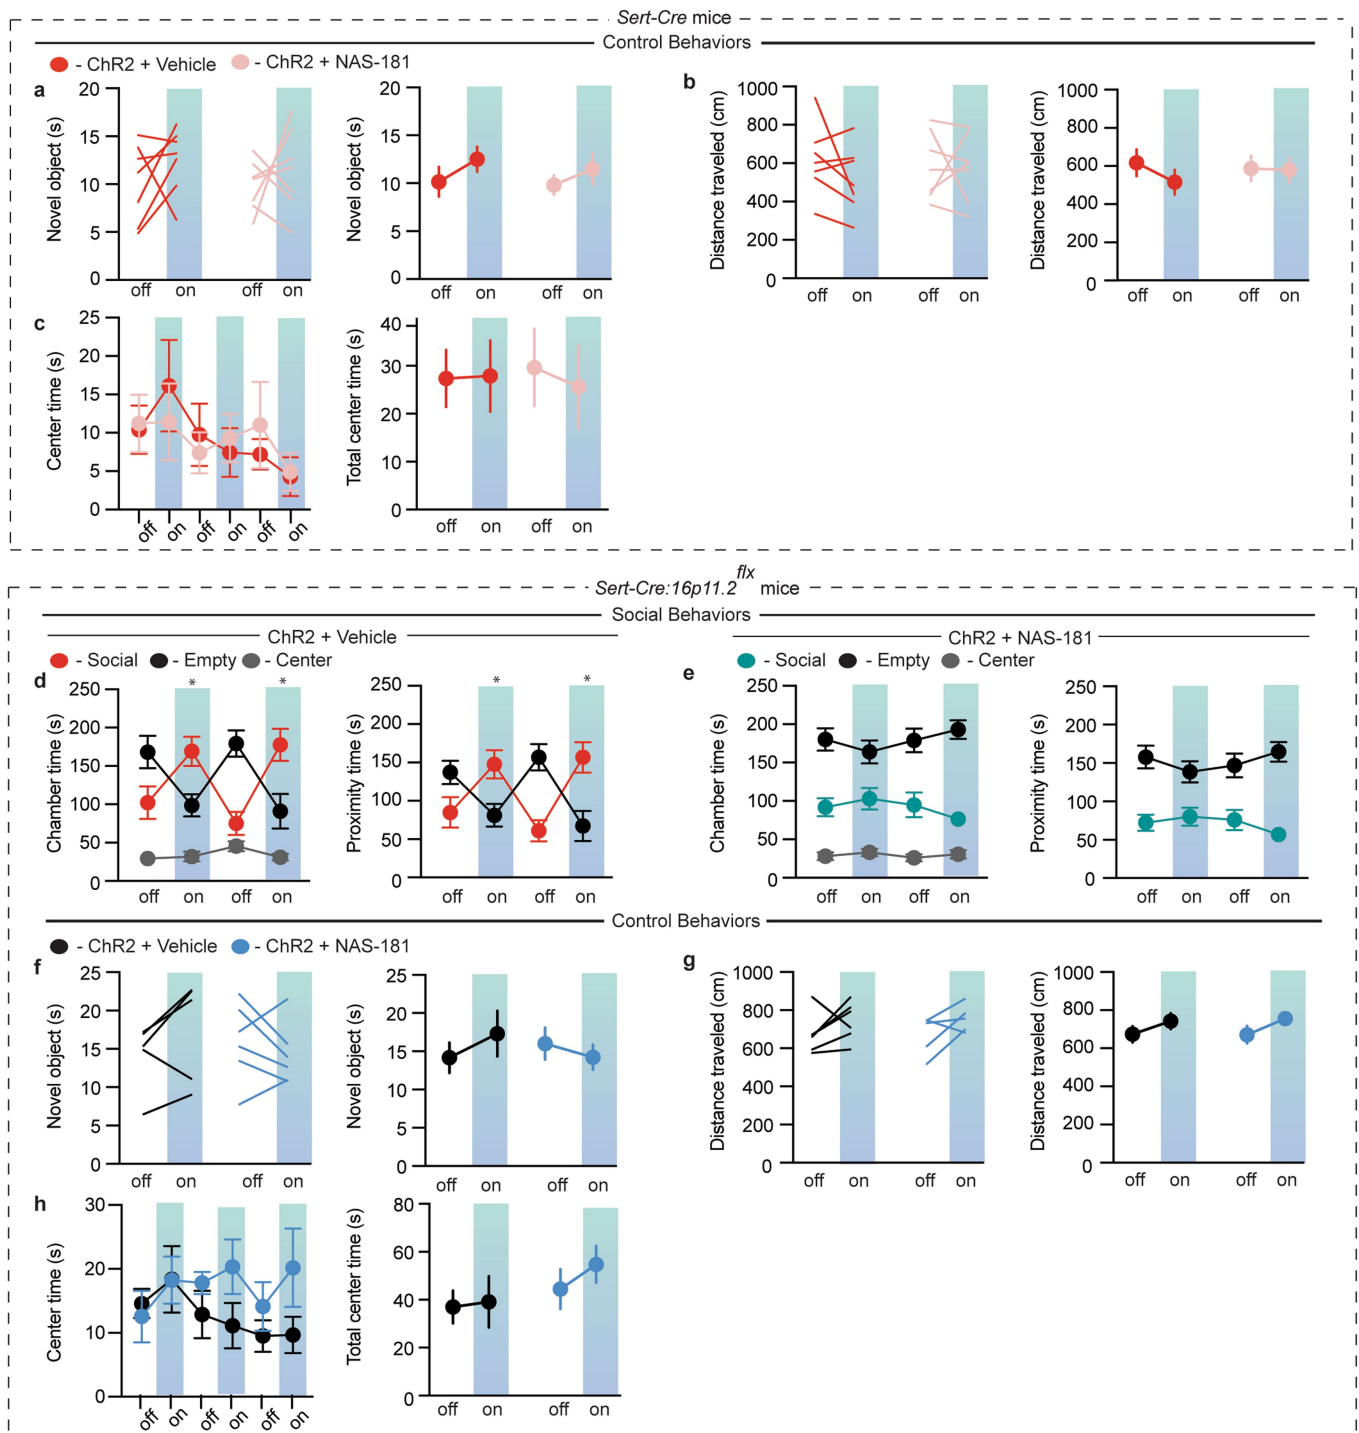 Sert-Cre mice
Control Behaviors
- ChR2 + Vehicle - ChR2 + NAS-181
a
Novel object (s)
20
15
10
5
0
off on off on
Novel object (s)
20
15
10
5
0
off on off on
b
Distance traveled (cm)
1000
800
600
400
200
0
off on off on
Distance traveled (cm)
1000
800
600
400
200
0
off on off on
c
Center time (s)
25
20
15
10
5
0
off on off on off on
Total center time (s)
40
30
20
10
0
off on off on
Sert-Cre:16p11.2flx mice
Social Behaviors
ChR2 + Vehicle
- Social - Empty - Center
d
Chamber time (s)
250
200
150
100
50
0
* *
off on off on
Proximity time (s)
250
200
150
100
50
0
* *
off on off on
ChR2 + NAS-181
- Social - Empty - Center
e
Chamber time (s)
250
200
150
100
50
0
off on off on
Proximity time (s)
250
200
150
100
50
0
off on off on
Control Behaviors
- ChR2 + Vehicle - ChR2 + NAS-181
f
Novel object (s)
25
20
15
10
5
0
off on off on
Novel object (s)
25
20
15
10
5
0
off on off on
g
Distance traveled (cm)
1000
800
600
400
200
0
off on off on
Distance traveled (cm)
1000
800
600
400
200
0
off on off on
h
Center time (s)
30
20
10
0
off on off on off on
Total center time (s)
80
60
40
20
0
off on off on